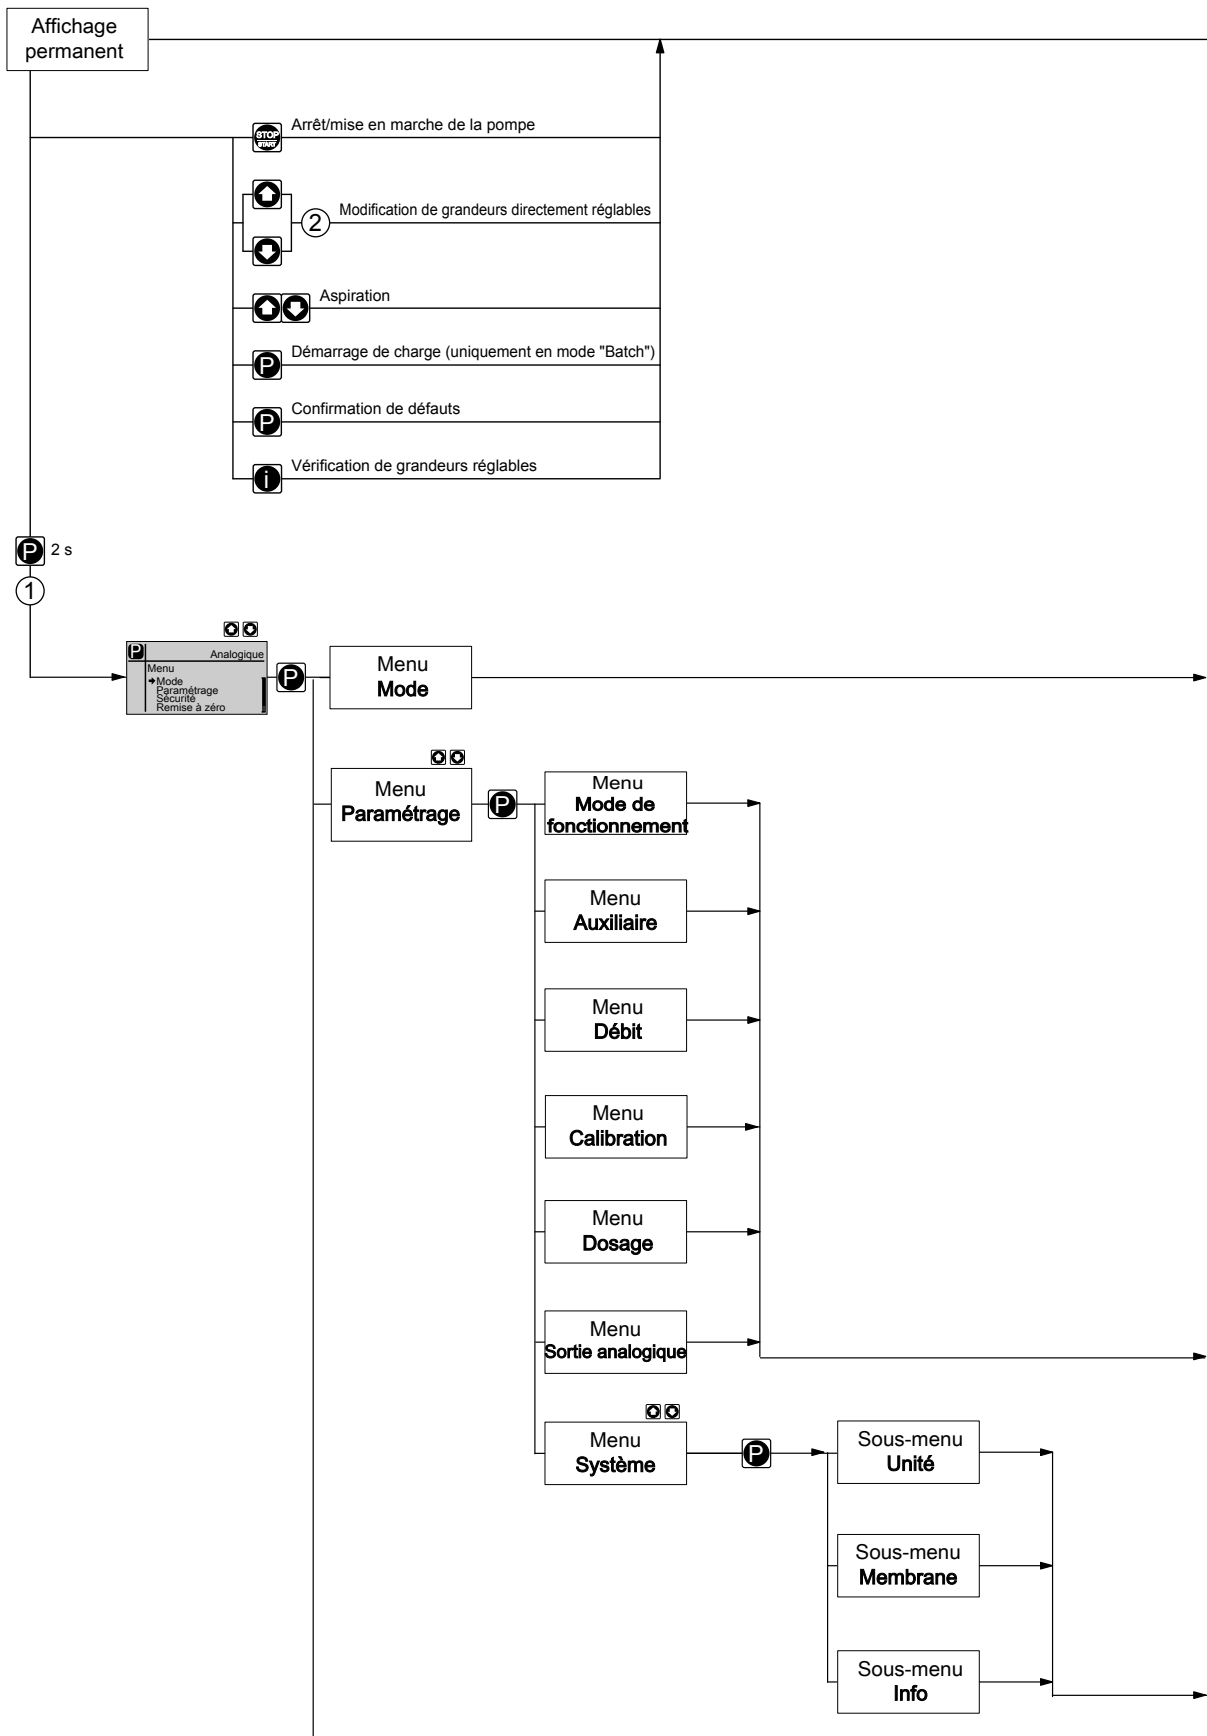 Affichage
permanent
STOP
START
Arrêt/mise en marche de la pompe
2
Modification de grandeurs directement réglables
Aspiration
P
Démarrage de charge (uniquement en mode "Batch")
P
Confirmation de défauts
i
Vérification de grandeurs réglables
P 2 s
1
P Analogique
Menu
Mode
Paramétrage
Sécurité
Remise à zéro
P
Menu
Mode
Menu
Paramétrage
P
Menu
Mode de
fonctionnement
Menu
Auxiliaire
Menu
Débit
Menu
Calibration
Menu
Dosage
Menu
Sortie analogique
Menu
Système
P
Sous-menu
Unité
Sous-menu
Membrane
Sous-menu
Info